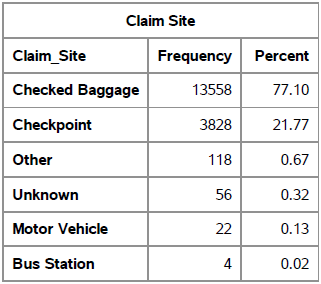 Claim Site
Claim_Site Frequency Percent
Checked Baggage 13558 77.10
Checkpoint 3828 21.77
Other 118 0.67
Unknown 56 0.32
Motor Vehicle 22 0.13
Bus Station 4 0.02